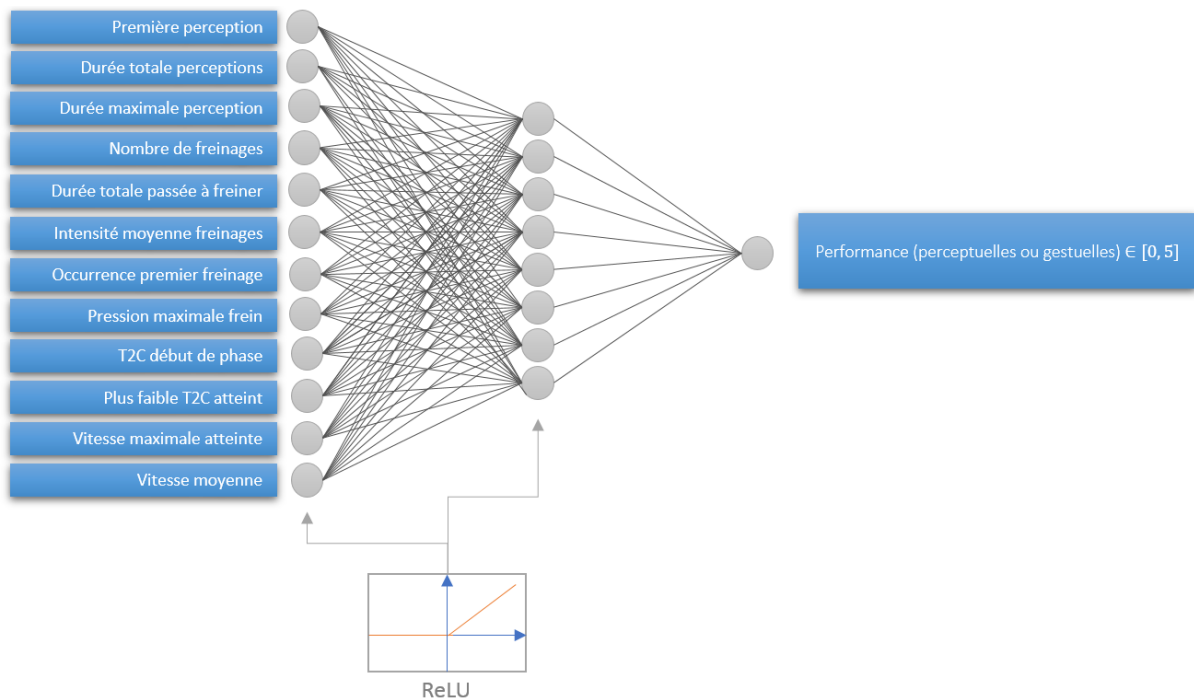 Première perception
Durée totale perceptions
Durée maximale perception
Nombre de freinages
Durée totale passée à freiner
Intensité moyenne freinages
Occurrence premier freinage
Pression maximale frein
T2C début de phase
Plus faible T2C atteint
Vitesse maximale atteinte
Vitesse moyenne
Performance (perceptuelles ou gestuelles) ∈ [0, 5]
ReLU